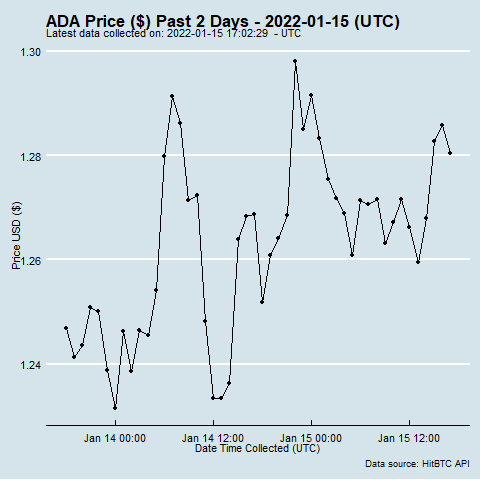 ADA Price ($) Past 2 Days - 2022-01-15 (UTC)
Latest data collected on: 2022-01-15 17:02:29 - UTC
1.30
1.28
1.26
1.24
Price USD ($)
Jan 14 00:00
Jan 14 12:00
Jan 15 00:00
Jan 15 12:00
Date Time Collected (UTC)
Data source: HitBTC API